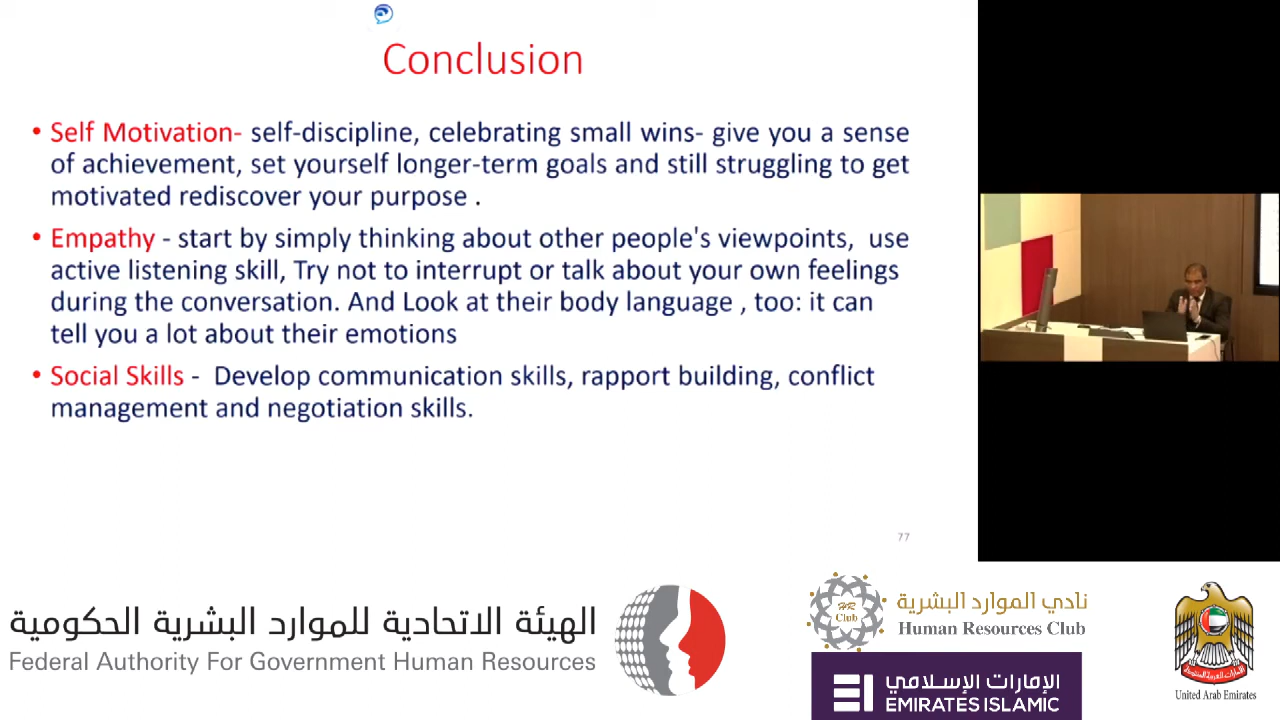 Conclusion
• Self Motivation- self-discipline, celebrating small wins- give you a sense
of achievement, set yourself longer-term goals and still struggling to get
motivated rediscover your purpose .
• Empathy - start by simply thinking about other people's viewpoints, use
active listening skill, Try not to interrupt or talk about your own feelings
during the conversation. And Look at their body language , too: it can
tell you a lot about their emotions
• Social Skills - Develop communication skills, rapport building, conflict
management and negotiation skills.
77
الهيئة الاتحادية للموارد البشرية الحكومية
Federal Authority For Government Human Resources
HR
Club
نادي الموارد البشرية
Human Resources Club
الإمارات الإسلامي
EMIRATES ISLAMIC
الإمارات العربية المتحدة
United Arab Emirates